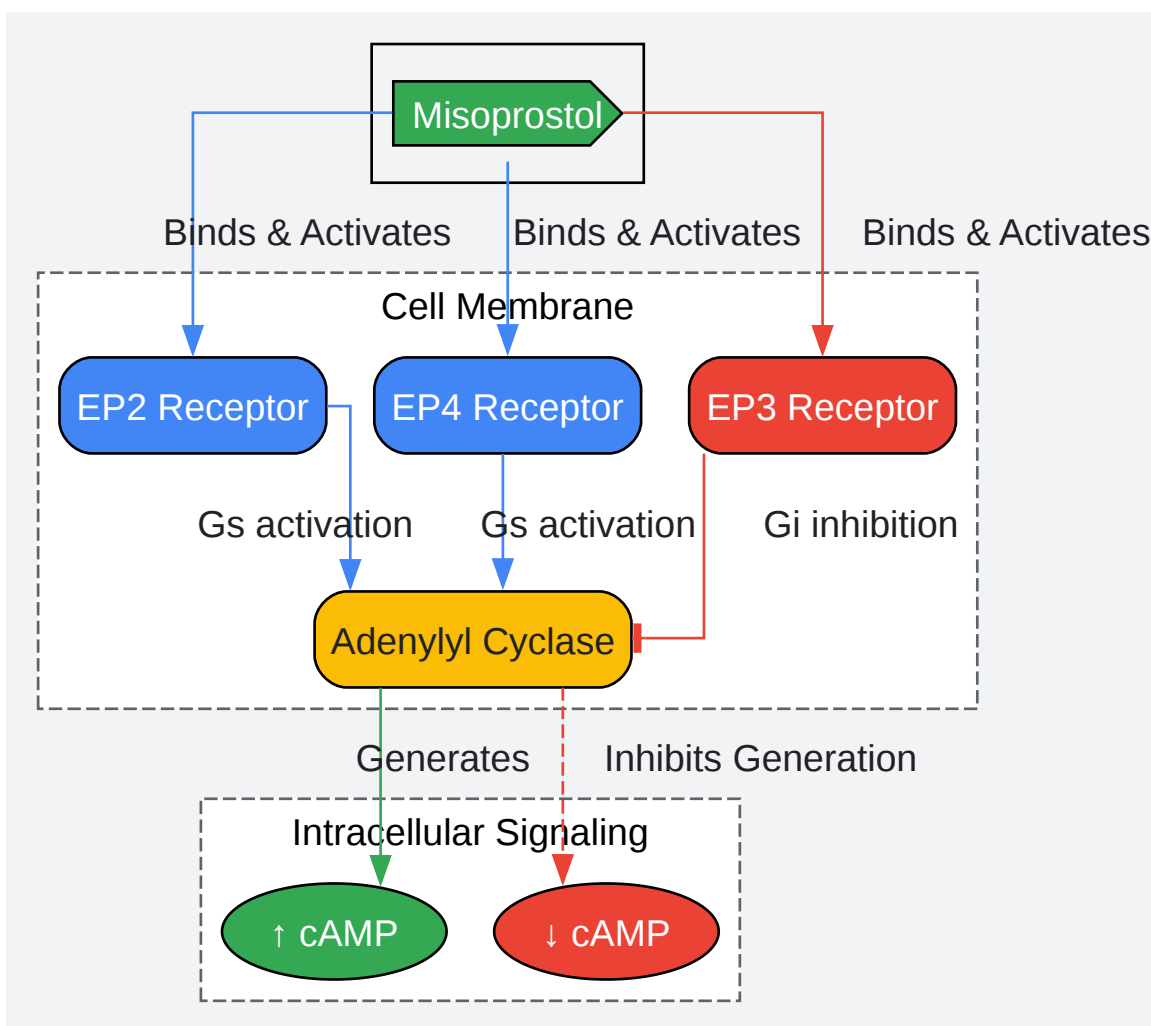 Misoprostol
Binds & Activates
Binds & Activates
Binds & Activates
Cell Membrane
EP2 Receptor
EP4 Receptor
EP3 Receptor
Gs activation
Gs activation
Gi inhibition
Adenylyl Cyclase
Generates
Inhibits Generation
Intracellular Signaling
↑ cAMP
↓ cAMP